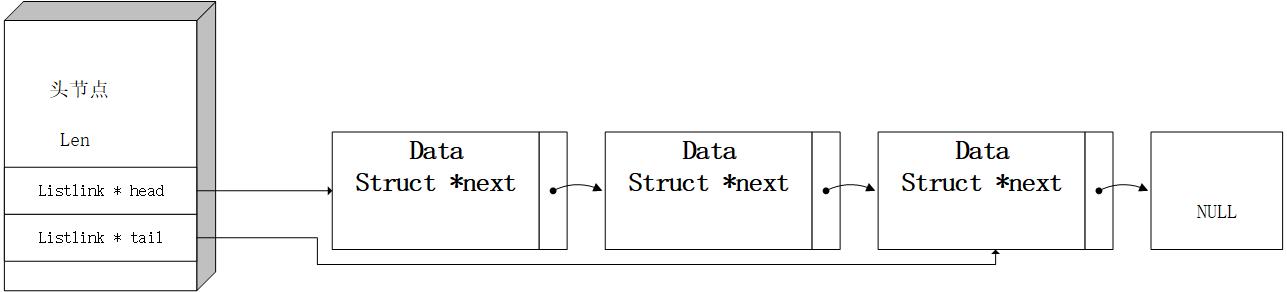 头节点
Len
Listlink * head
Listlink * tail
Data
Struct *next
Data
Struct *next
Data
Struct *next
NULL